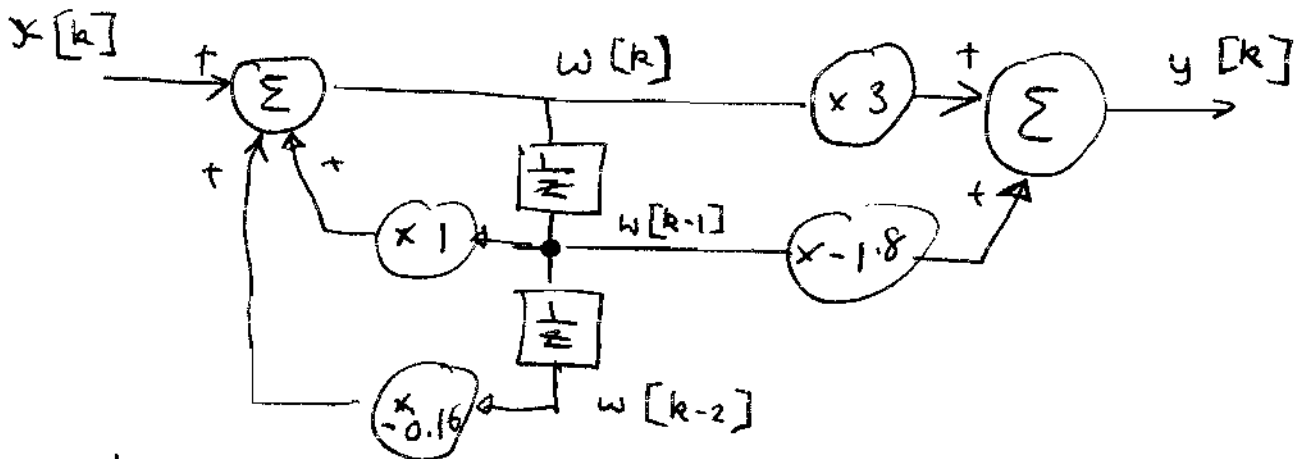 x[k]
+
Σ
w[k]
× 3
+
Σ
y[k]
+
+
1/z
× 1
w[k-1]
× -1.8
+
1/z
× -0.16
w[k-2]